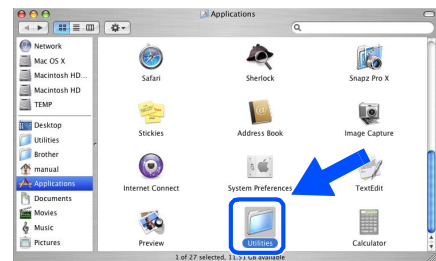 Applications
Network
Mac OS X
Macintosh HD...
Macintosh HD
TEMP
Desktop
Utilities
Brother
manual
Applications
Documents
Movies
Music
Pictures
Safari
Sherlock
Snapz Pro X
Stickies
Address Book
Image Capture
Internet Connect
System Preferences
TextEdit
Preview
Utilities
Calculator
1 of 27 selected, 11.51 GB available